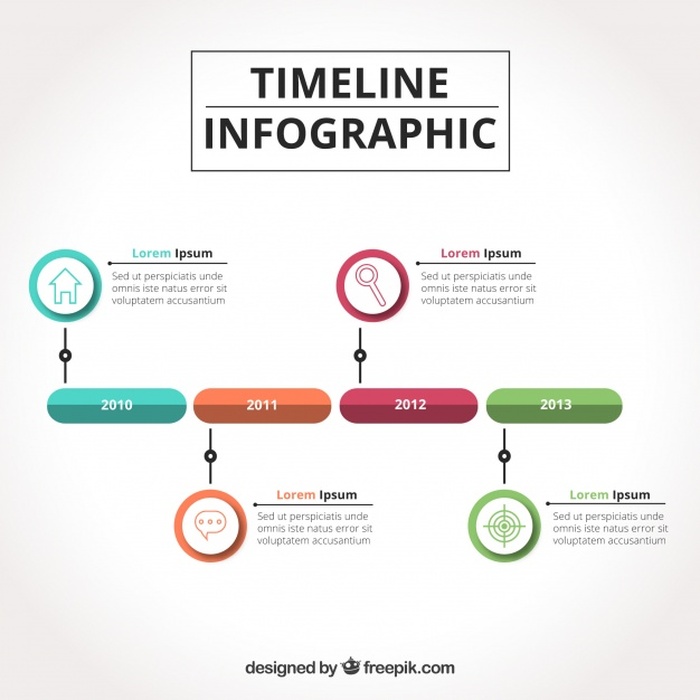 TIMELINE
INFOGRAPHIC
Lorem Ipsum
Sed ut perspiciatis unde
omnis iste natus error sit
voluptatem accusantium
Lorem Ipsum
Sed ut perspiciatis unde
omnis iste natus error sit
voluptatem accusantium
2010
2011
2012
2013
Lorem Ipsum
Sed ut perspiciatis unde
omnis iste natus error sit
voluptatem accusantium
Lorem Ipsum
Sed ut perspiciatis unde
omnis iste natus error sit
voluptatem accusantium
designed by freepik.com